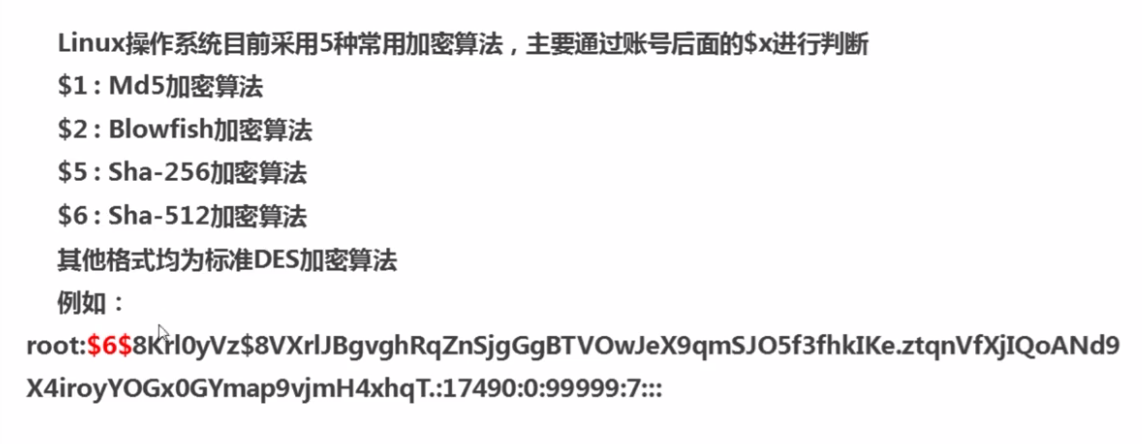 Linux操作系统目前采用5种常用加密算法，主要通过账号后面的$x进行判断
$1 : Md5加密算法
$2 : Blowfish加密算法
$5 : Sha-256加密算法
$6 : Sha-512加密算法
其他格式均为标准DES加密算法
例如：
root:$6$8Krl0yVz$8VXrlJBgvghRqZnSjgGgBTVOwJeX9qmSJO5f3fhkIKe.ztqnVfXjIQoANd9
X4iroyYOGx0GYmap9vjmH4xhqT.:17490:0:99999:7:::